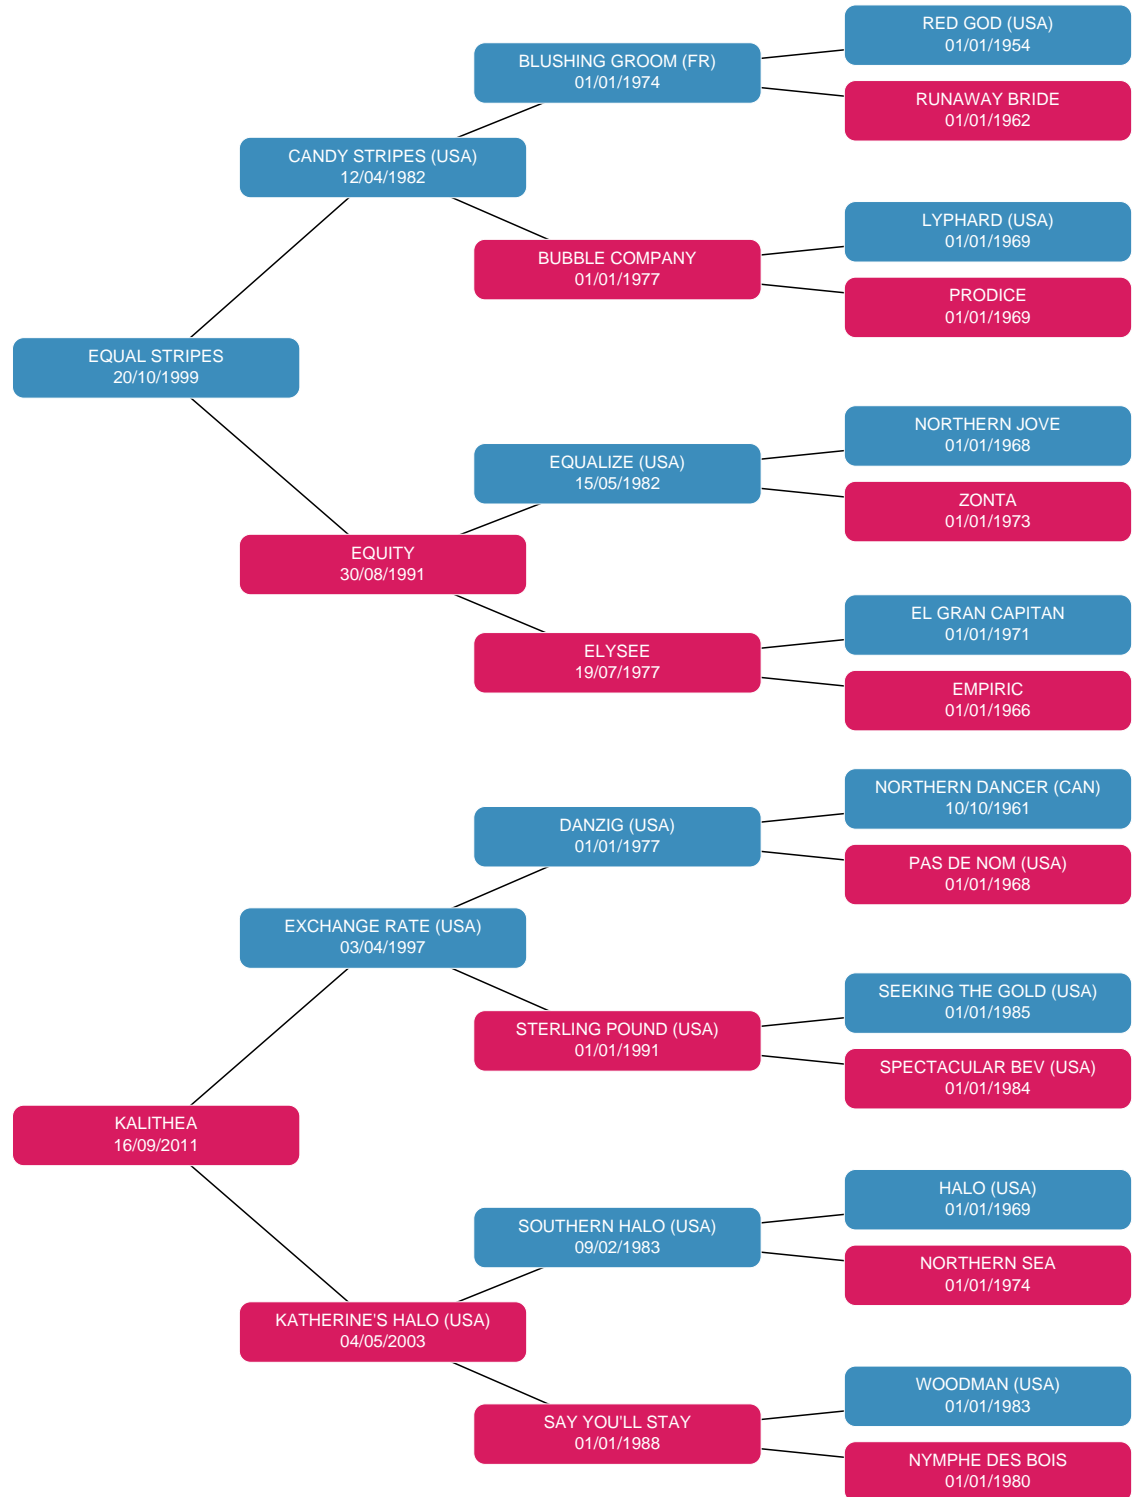 RED GOD (USA)
01/01/1954
BLUSHING GROOM (FR)
01/01/1974
RUNAWAY BRIDE
01/01/1962
CANDY STRIPES (USA)
12/04/1982
LYPHARD (USA)
01/01/1969
BUBBLE COMPANY
01/01/1977
PRODICE
01/01/1969
EQUAL STRIPES
20/10/1999
NORTHERN JOVE
01/01/1968
EQUALIZE (USA)
15/05/1982
ZONTA
01/01/1973
EQUITY
30/08/1991
EL GRAN CAPITAN
01/01/1971
ELYSEE
19/07/1977
EMPIRIC
01/01/1966
NORTHERN DANCER (CAN)
10/10/1961
DANZIG (USA)
01/01/1977
PAS DE NOM (USA)
01/01/1968
EXCHANGE RATE (USA)
03/04/1997
SEEKING THE GOLD (USA)
01/01/1985
STERLING POUND (USA)
01/01/1991
SPECTACULAR BEV (USA)
01/01/1984
KALITHEA
16/09/2011
HALO (USA)
01/01/1969
SOUTHERN HALO (USA)
09/02/1983
NORTHERN SEA
01/01/1974
KATHERINE'S HALO (USA)
04/05/2003
WOODMAN (USA)
01/01/1983
SAY YOU'LL STAY
01/01/1988
NYMPHE DES BOIS
01/01/1980